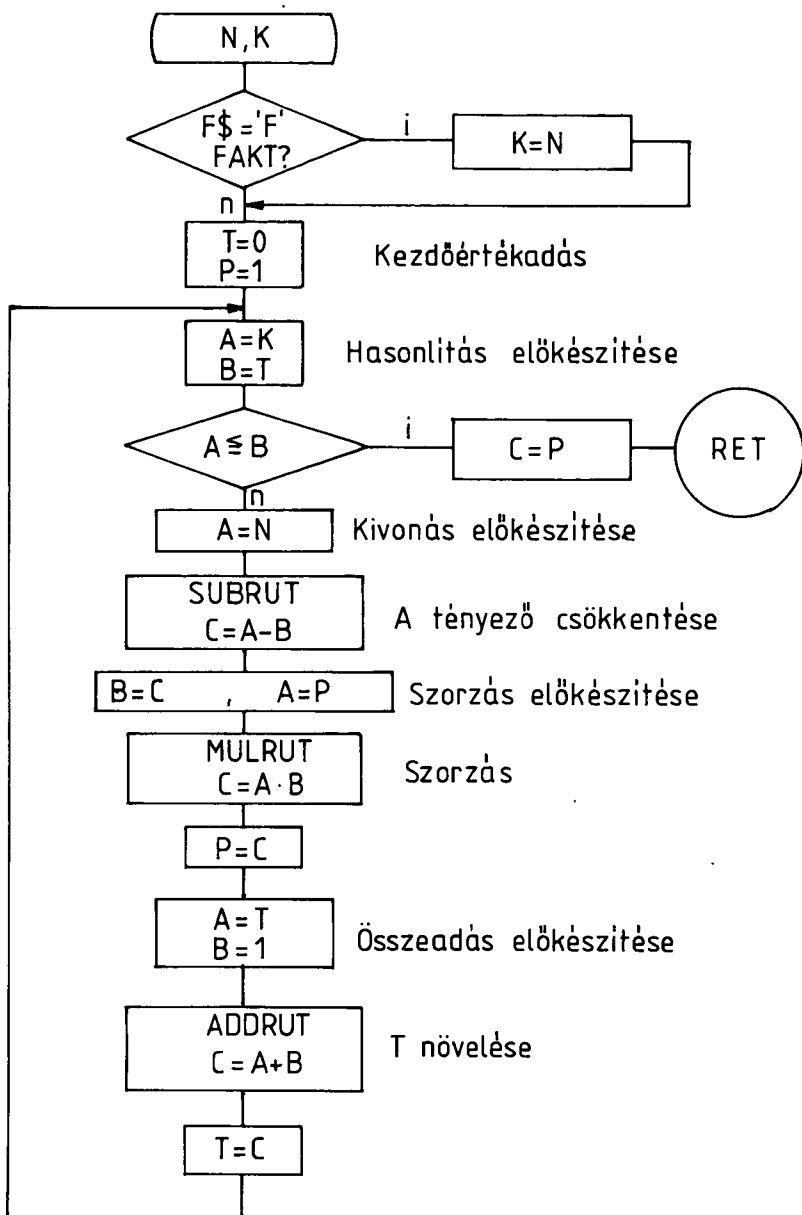 N,K
F$='F'
FAKT?
i
K=N
n
T=0
P=1
Kezdőértékadás
A=K
B=T
Hasonlitás előkészítése
A≦B
i
C=P
RET
n
A=N
Kivonás előkészítése
SUBRUT
C=A-B
A tényező csökkentése
B=C , A=P
Szorzás előkészítése
MULRUT
C=A·B
Szorzás
P=C
A=T
B=1
Összeadás előkészítése
ADDRUT
C=A+B
T növelése
T=C